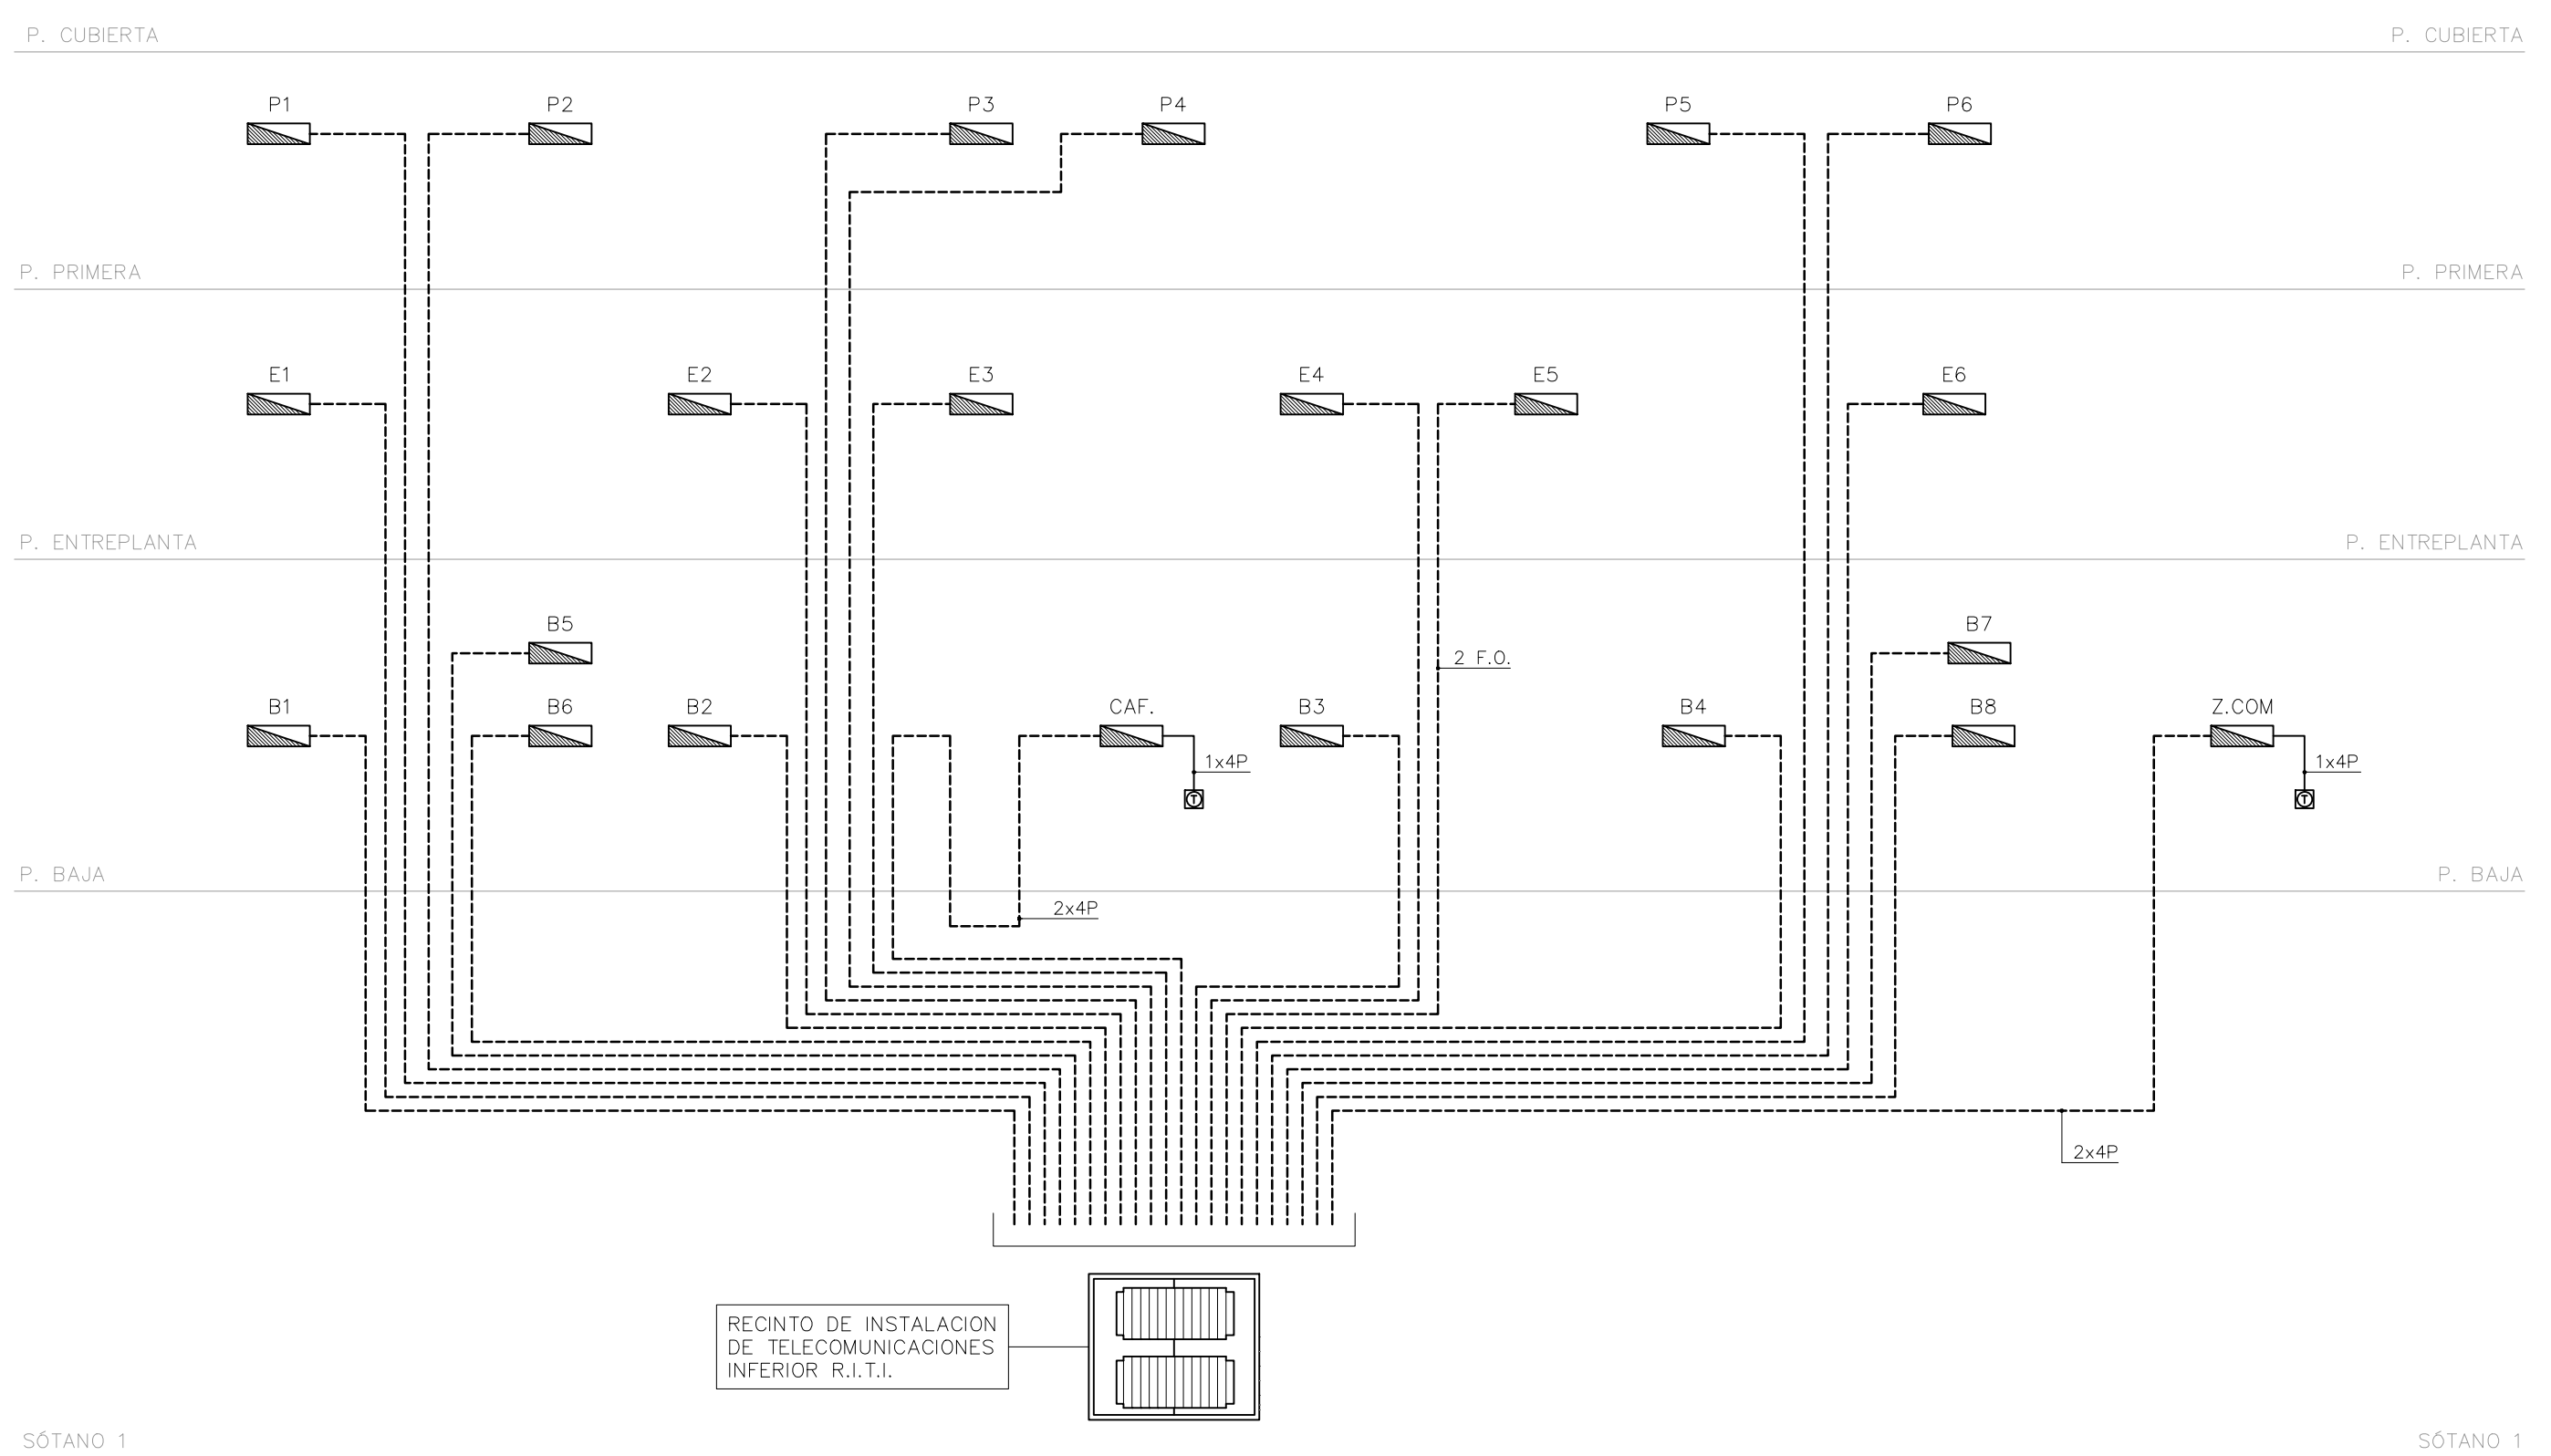 P. CUBIERTA
P. CUBIERTA
P1
P2
P3
P4
P5
P6
P. PRIMERA
P. PRIMERA
E1
E2
E3
E4
E5
E6
P. ENTREPLANTA
P. ENTREPLANTA
B5
B7
2 F.O.
B1
B6
B2
CAF.
B3
B4
B8
Z.COM
1x4P
1x4P
T
T
P. BAJA
P. BAJA
2x4P
2x4P
RECINTO DE INSTALACION
DE TELECOMUNICACIONES
INFERIOR R.I.T.I.
SÓTANO 1
SÓTANO 1